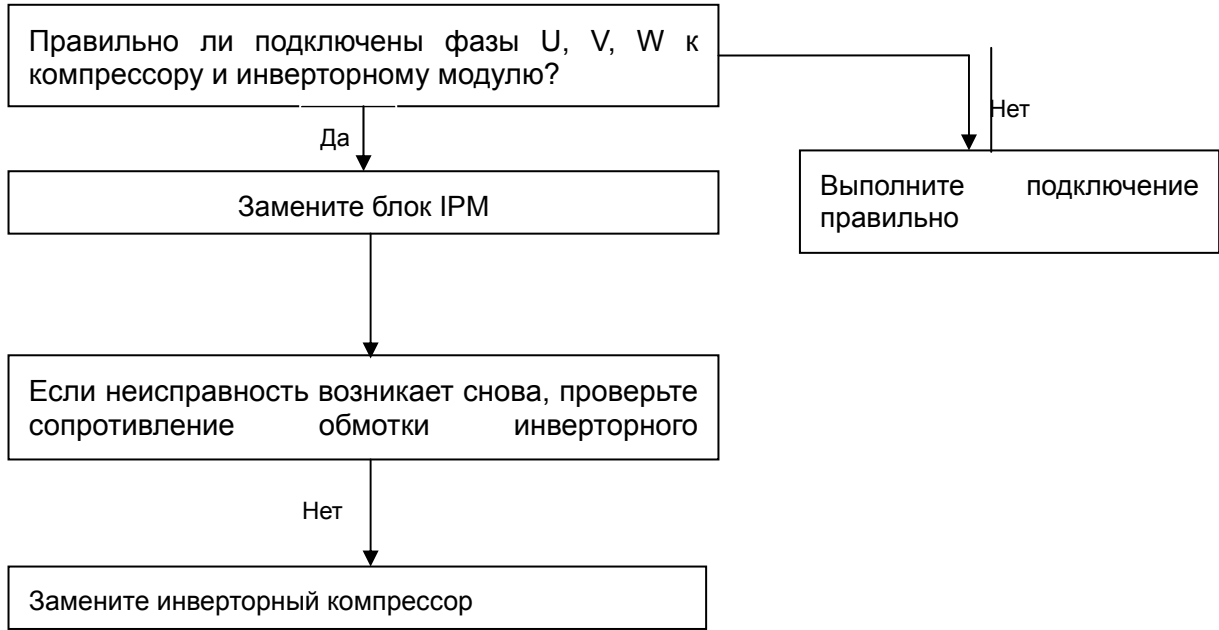 Правильно ли подключены фазы U, V, W к
компрессору и инверторному модулю?
Нет
Да
Выполните подключение
правильно
Замените блок IPM
Если неисправность возникает снова, проверьте
сопротивление обмотки инверторного
Нет
Замените инверторный компрессор